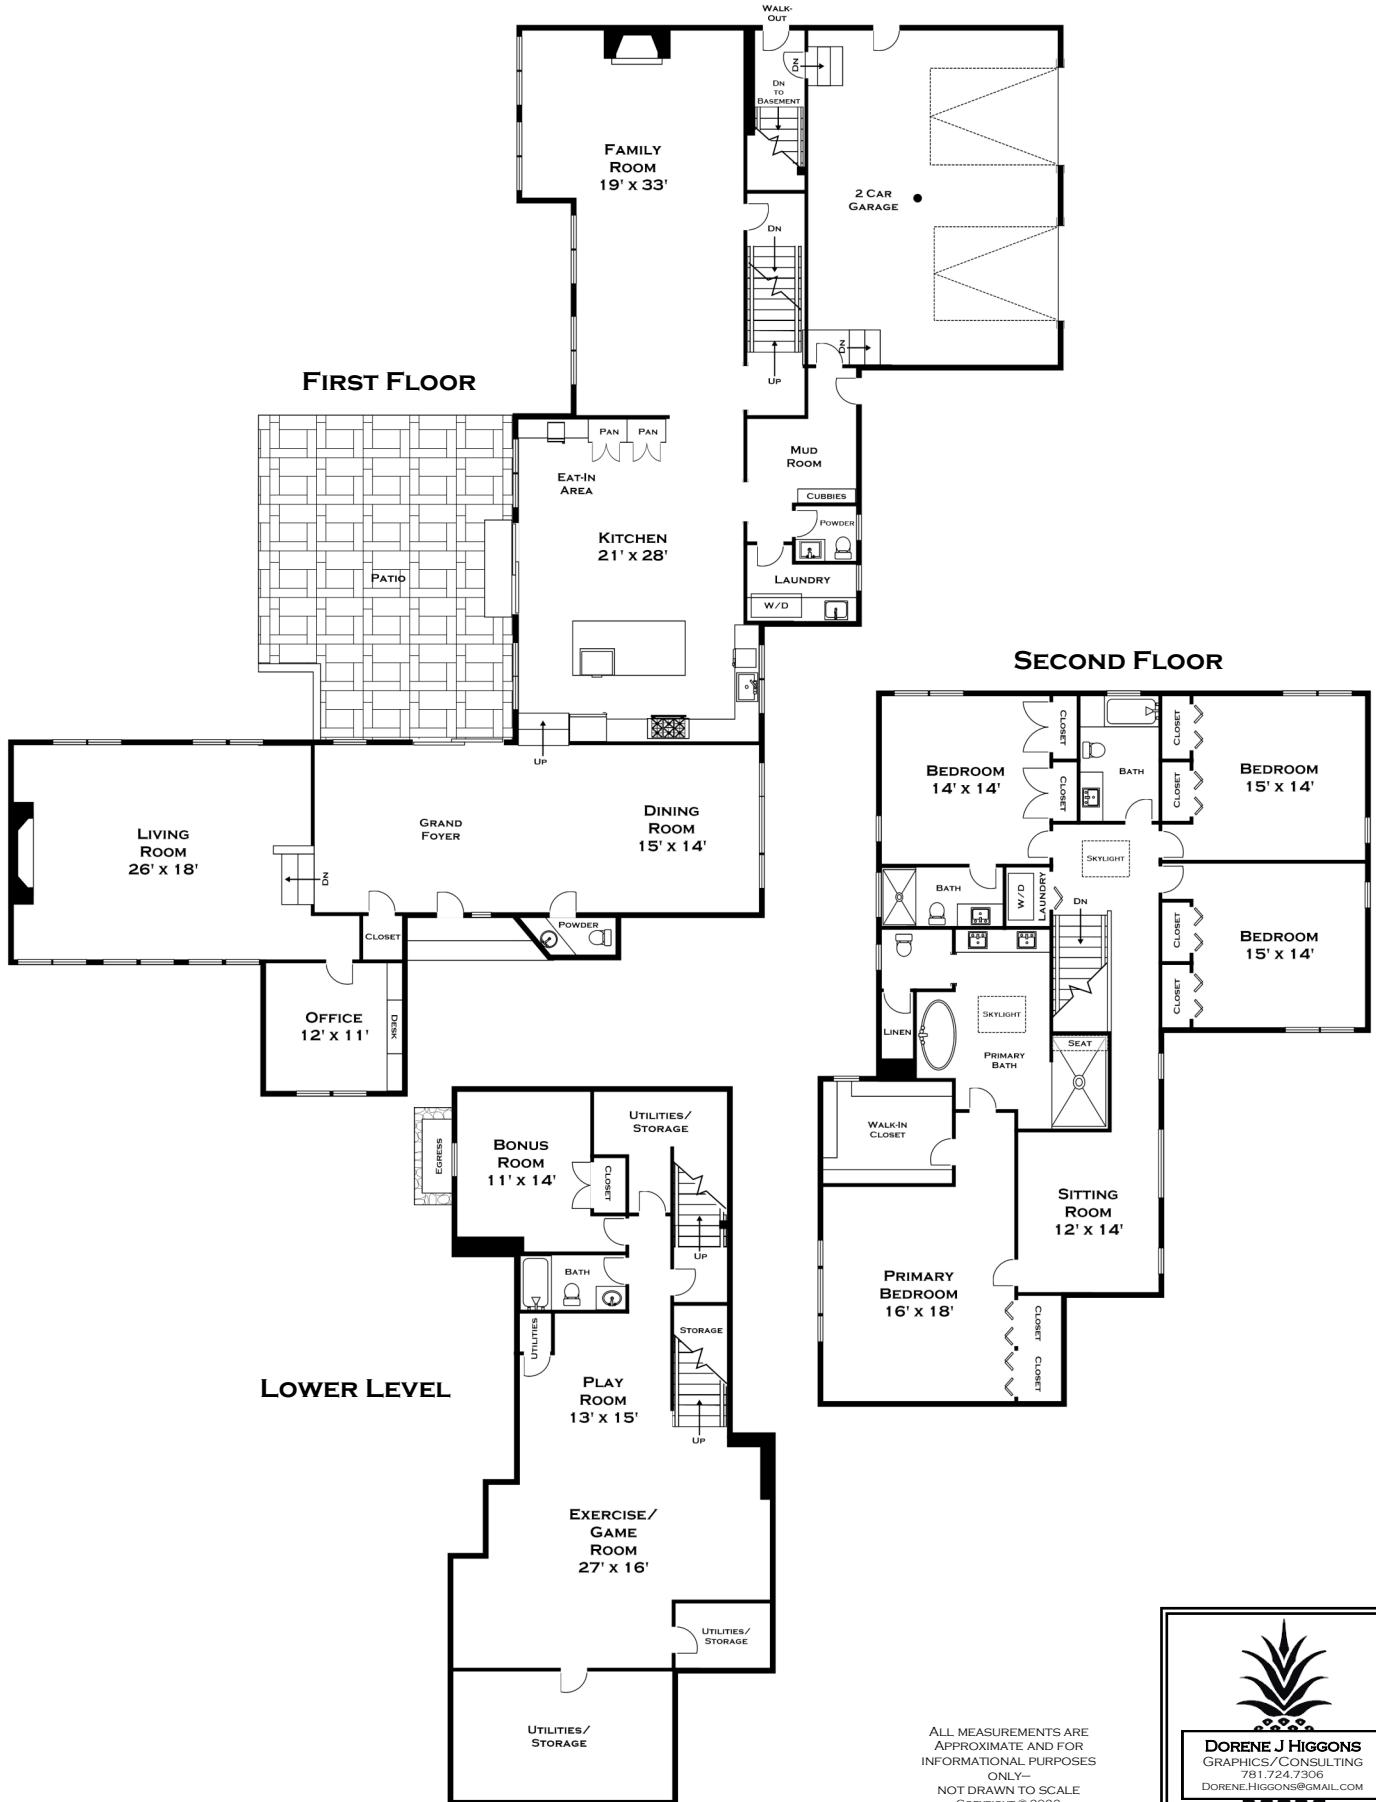 WALK-
OUT
DN
DN
TO
BASEMENT
FAMILY
ROOM
19' X 33'
2 CAR
GARAGE
DN
UP
DN
FIRST FLOOR
PAN
PAN
EAT-IN
AREA
MUD
ROOM
CUBBIES
POWDER
KITCHEN
21' X 28'
PATIO
LAUNDRY
W/D
UP
LIVING
ROOM
26' X 18'
DN
GRAND
FOYER
DINING
ROOM
15' X 14'
CLOSET
POWDER
OFFICE
12' X 11'
DESK
SECOND FLOOR
BEDROOM
14' X 14'
CLOSET
CLOSET
BATH
CLOSET
CLOSET
BEDROOM
15' X 14'
SKYLIGHT
BATH
W/D
LAUNDRY
DN
CLOSET
CLOSET
BEDROOM
15' X 14'
LINEN
SKYLIGHT
PRIMARY
BATH
SEAT
WALK-IN
CLOSET
SITTING
ROOM
12' X 14'
PRIMARY
BEDROOM
16' X 18'
CLOSET
CLOSET
LOWER LEVEL
EGRESS
BONUS
ROOM
11' X 14'
CLOSET
UTILITIES/
STORAGE
UP
BATH
UTILITIES
STORAGE
PLAY
ROOM
13' X 15'
UP
EXERCISE/
GAME
ROOM
27' X 16'
UTILITIES/
STORAGE
UTILITIES/
STORAGE
ALL MEASUREMENTS ARE
APPROXIMATE AND FOR
INFORMATIONAL PURPOSES
ONLY–
NOT DRAWN TO SCALE
DORENE J HIGGONS
GRAPHICS/CONSULTING
781.724.7306
DORENE.HIGGONS@GMAIL.COM